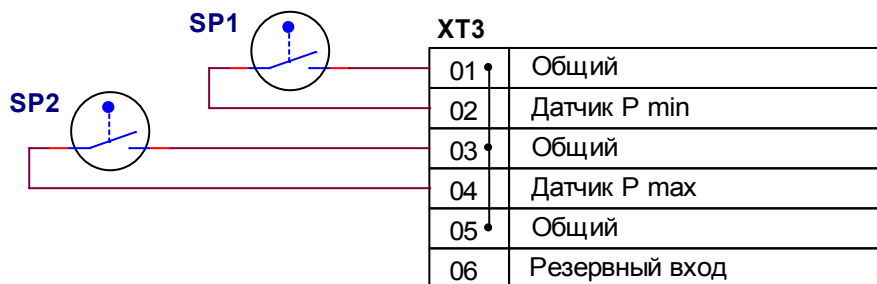 SP1
XT3
01 Общий
SP2
02 Датчик P min
03 Общий
04 Датчик P max
05 Общий
06 Резервный вход